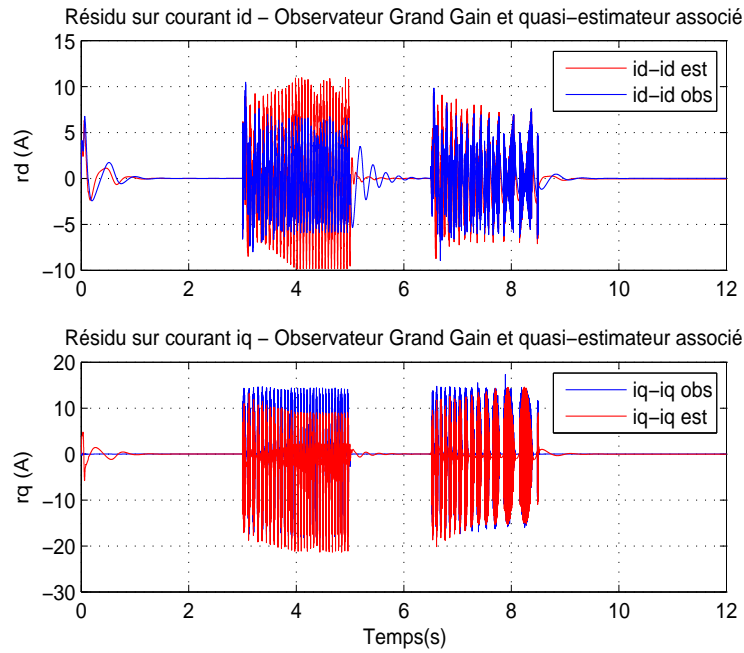 Résidu sur courant id − Observateur Grand Gain et quasi−estimateur associé
15
10
5
0
−5
−10
rd (A)
id−id est
id−id obs
0 2 4 6 8 10 12
Résidu sur courant iq − Observateur Grand Gain et quasi−estimateur associé
20
10
0
−10
−20
−30
rq (A)
iq−iq obs
iq−iq est
0 2 4 6 8 10 12
Temps(s)